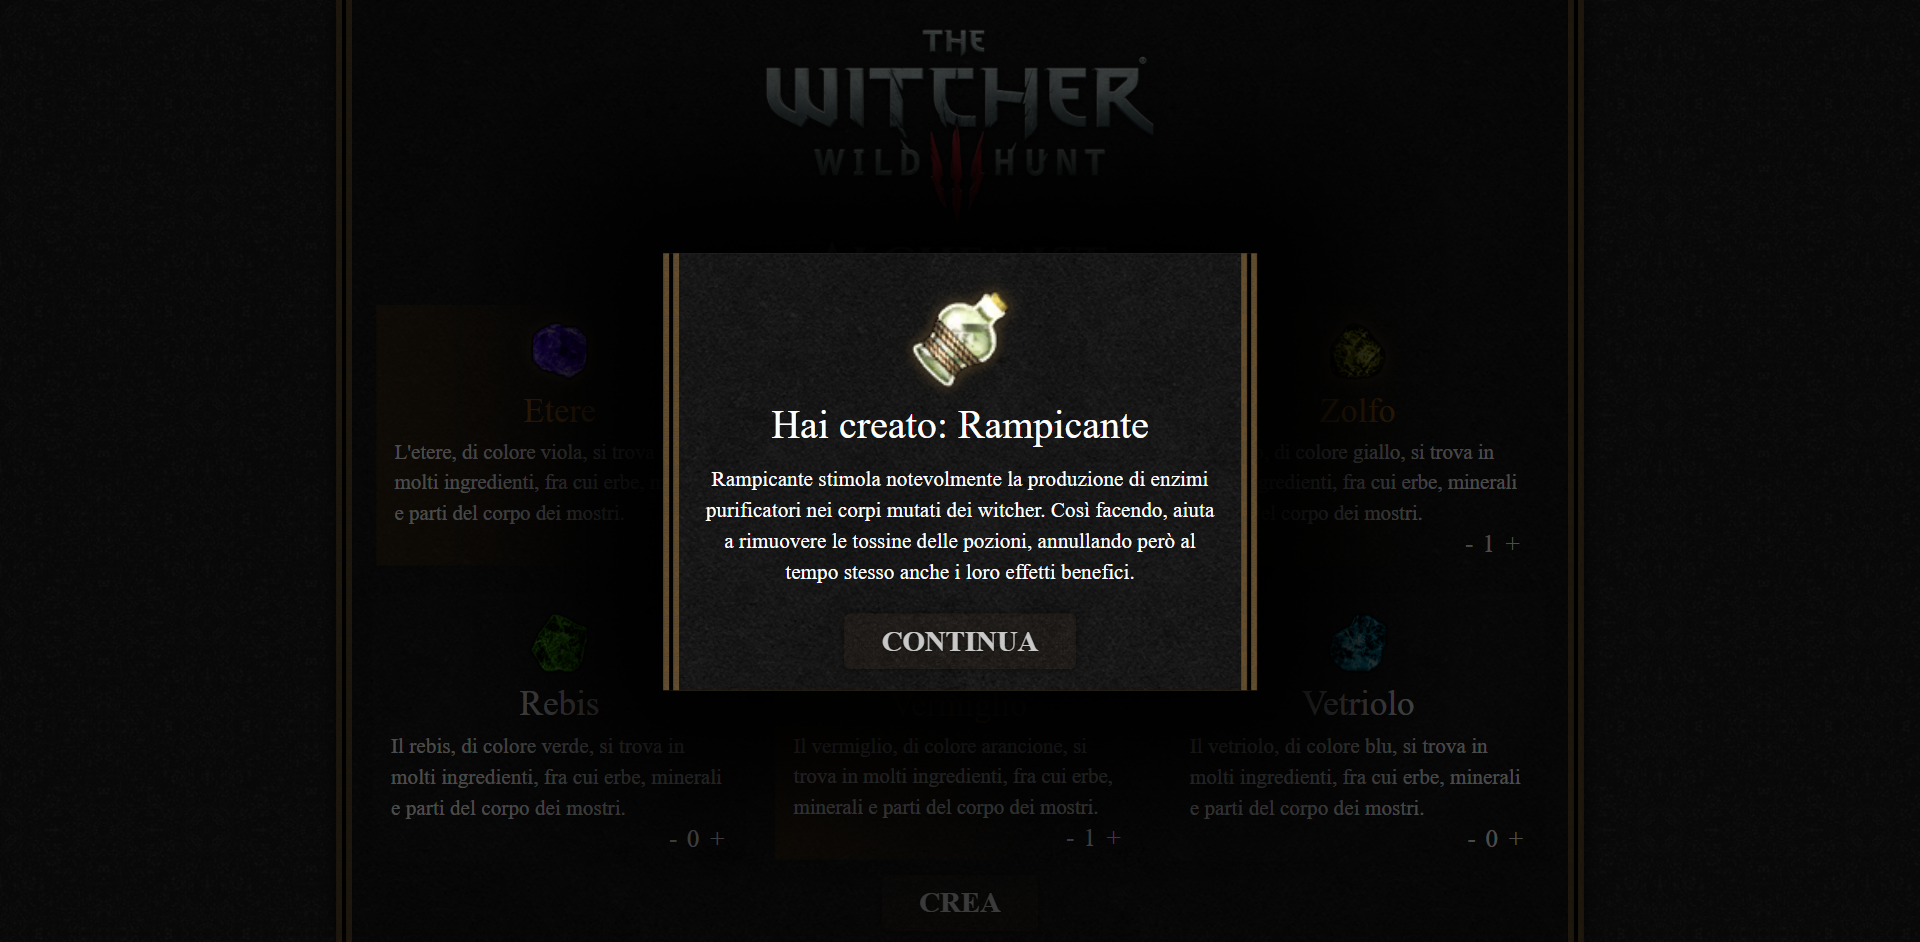 THE
WITCHER®
WILD HUNT
Hai creato: Rampicante
Rampicante stimola notevolmente la produzione di enzimi
purificatori nei corpi mutati dei witcher. Così facendo, aiuta
a rimuovere le tossine delle pozioni, annullando però al
tempo stesso anche i loro effetti benefici.
CONTINUA
Etere
L'etere, di colore viola, si trova
molti ingredienti, fra cui erbe,
e parti del corpo dei mostri.
Zolfo
di colore giallo, si trova in
fra cui erbe, minerali
corpo dei mostri.
- 1 +
Rebis
Il rebis, di colore verde, si trova in
molti ingredienti, fra cui erbe, minerali
e parti del corpo dei mostri.
- 0 +
Vermiglio
Il vermiglio, di colore arancione, si
trova in molti ingredienti, fra cui erbe,
minerali e parti del corpo dei mostri.
- 1 +
Vetriolo
Il vetriolo, di colore blu, si trova in
molti ingredienti, fra cui erbe, minerali
e parti del corpo dei mostri.
- 0 +
CREA